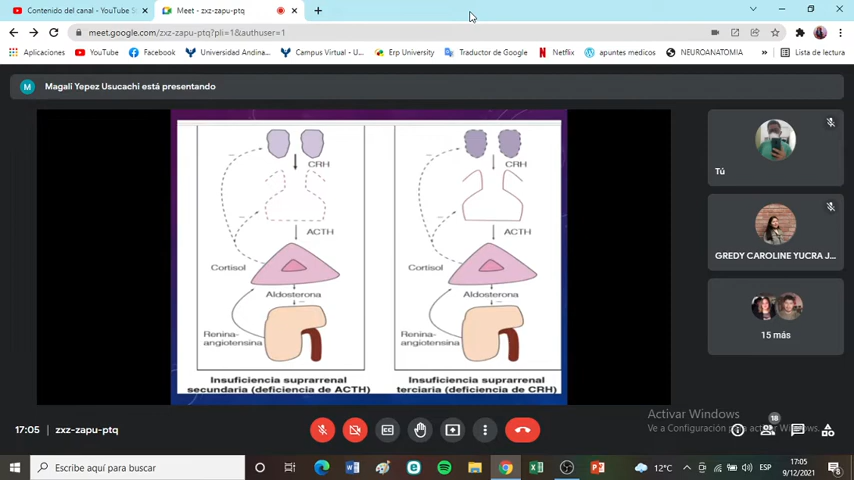 Contenido del canal - YouTube S
Meet - zxz-zapu-ptq
meet.google.com/zxz-zapu-ptq?pli=1&authuser=1
Aplicaciones
YouTube
Facebook
Universidad Andina...
Campus Virtual - U...
Erp University
Traductor de Google
Netflix
apuntes medicos
NEUROANATOMIA
Lista de lectura
M
Magali Yepez Usucachi está presentando
CRH
ACTH
Cortisol
Aldosterona
Renina-
angiotensina
Insuficiencia suprarrenal
secundaria (deficiencia de ACTH)
CRH
ACTH
Cortisol
Aldosterona
Renina-
angiotensina
Insuficiencia suprarrenal
terciaria (deficiencia de CRH)
Tú
GREDY CAROLINE YUCRA J...
15 más
Activar Windows
Ve a Configuración para activar Windows.
17:05
zxz-zapu-ptq
18
Escribe aquí para buscar
12°C
ESP
17:05
9/12/2021